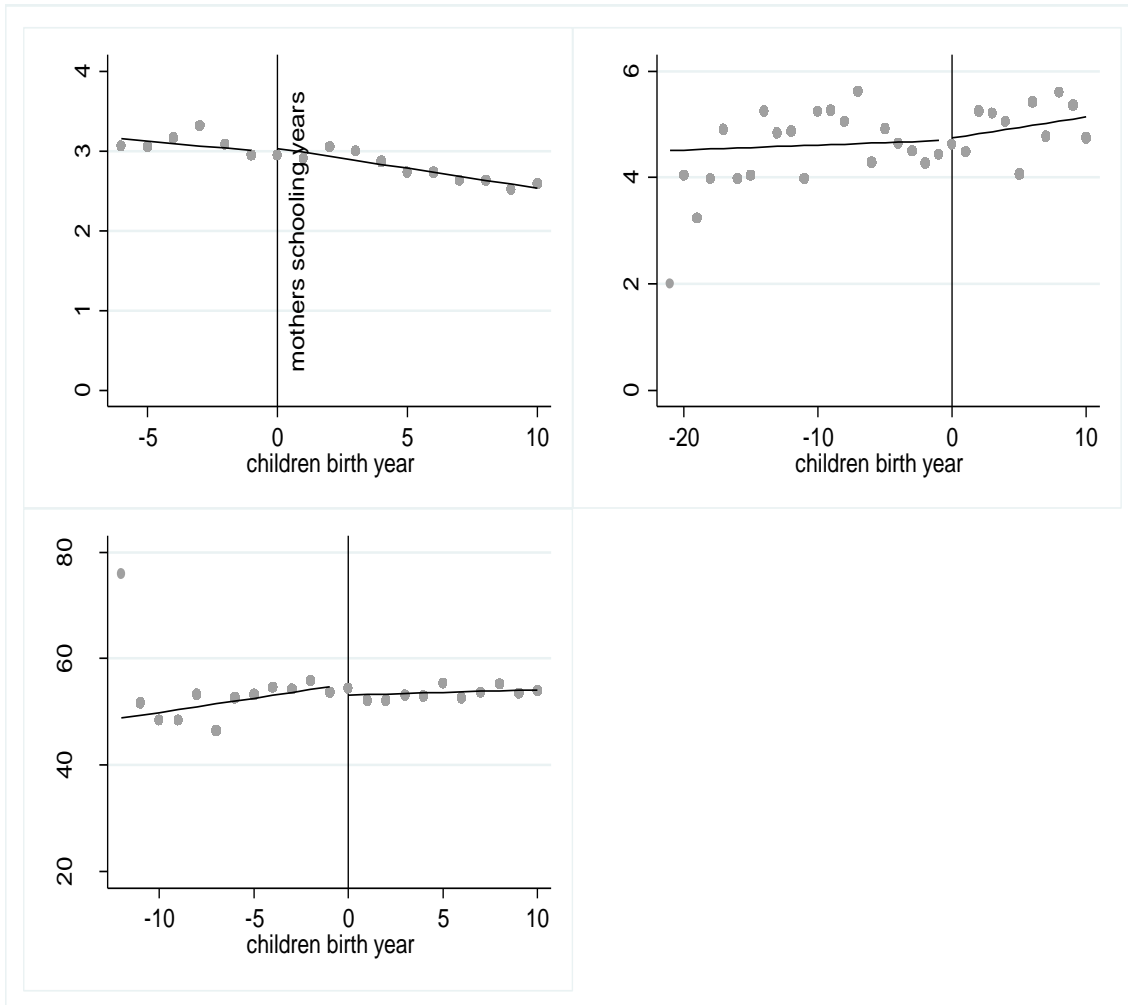 4
3
2
1
0
mothers schooling years
-5 0 5 10
children birth year
6
4
2
0
-20 -10 0 10
children birth year
80
60
40
20
-10 -5 0 5 10
children birth year